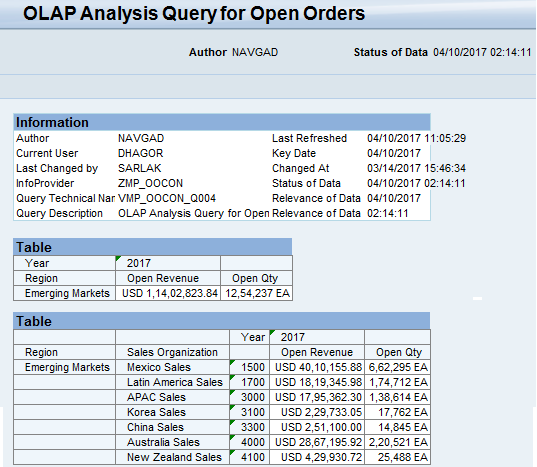 OLAP Analysis Query for Open Orders
Author NAVGAD Status of Data 04/10/2017 02:14:11
Information
Author NAVGAD Last Refreshed 04/10/2017 11:05:29
Current User DHAGOR Key Date 04/10/2017
Last Changed by SARLAK Changed At 03/14/2017 15:46:34
InfoProvider ZMP_OOCON Status of Data 04/10/2017 02:14:11
Query Technical Nar VMP_OOCON_Q004 Relevance of Data 04/10/2017
Query Description OLAP Analysis Query for Open Relevance of Data 02:14:11
Table
Year 2017
Region Open Revenue Open Qty
Emerging Markets USD 1,14,02,823.84 12,54,237 EA
Table
Year 2017
Region Sales Organization Open Revenue Open Qty
Emerging Markets Mexico Sales 1500 USD 40,10,155.88 6,62,295 EA
Latin America Sales 1700 USD 18,19,345.98 1,74,712 EA
APAC Sales 3000 USD 17,95,362.30 1,38,614 EA
Korea Sales 3100 USD 2,29,733.05 17,762 EA
China Sales 3300 USD 2,51,100.00 14,845 EA
Australia Sales 4000 USD 28,67,195.92 2,20,521 EA
New Zealand Sales 4100 USD 4,29,930.72 25,488 EA